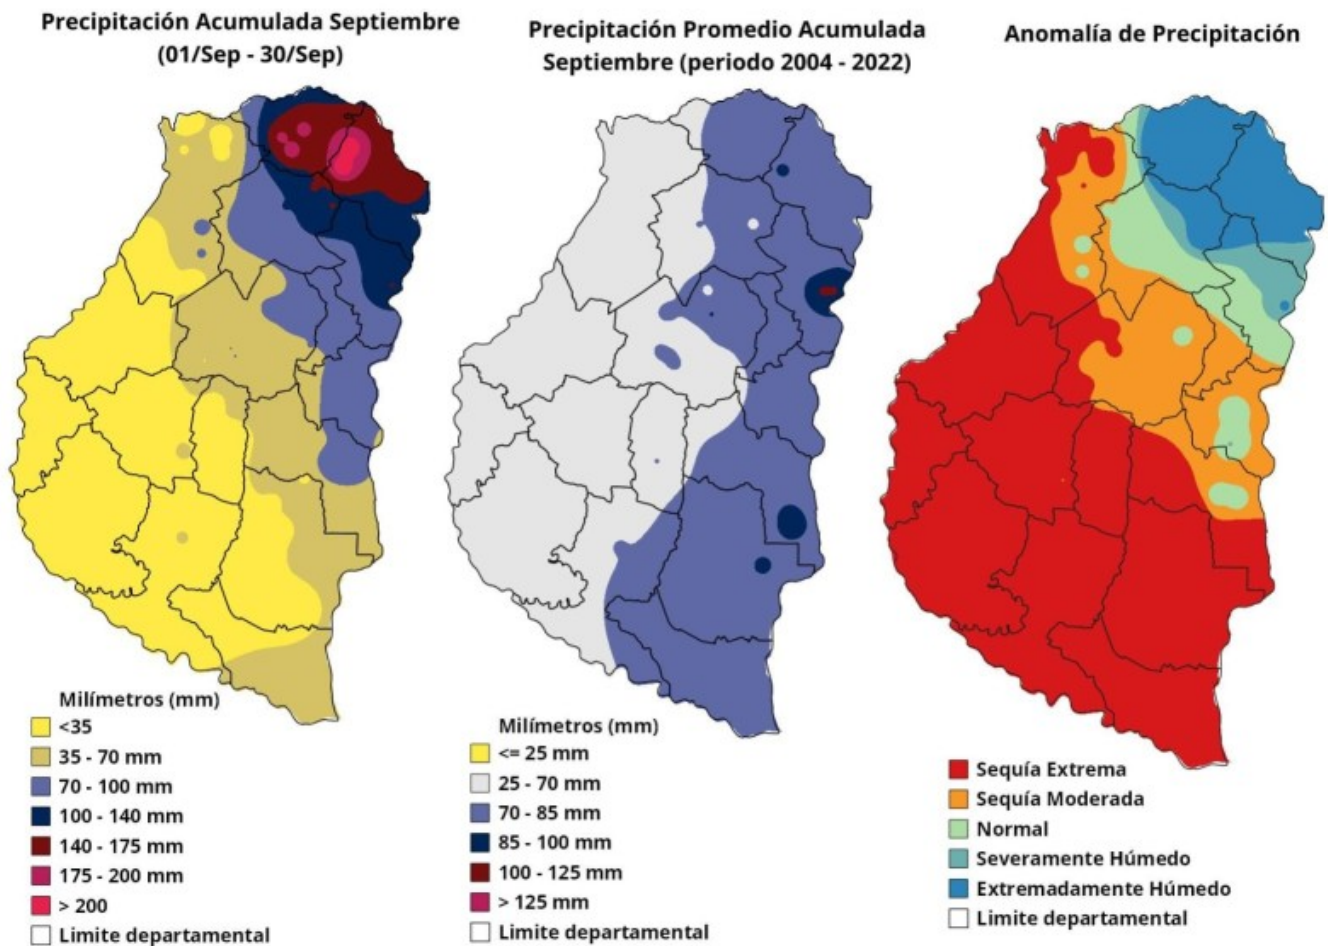 Precipitación Acumulada Septiembre
(01/Sep - 30/Sep)
Milímetros (mm)
<35
35 - 70 mm
70 - 100 mm
100 - 140 mm
140 - 175 mm
175 - 200 mm
> 200
Limite departamental
Precipitación Promedio Acumulada
Septiembre (periodo 2004 - 2022)
Milímetros (mm)
<= 25 mm
25 - 70 mm
70 - 85 mm
85 - 100 mm
100 - 125 mm
> 125 mm
Limite departamental
Anomalía de Precipitación
Sequía Extrema
Sequía Moderada
Normal
Severamente Húmedo
Extremadamente Húmedo
Limite departamental